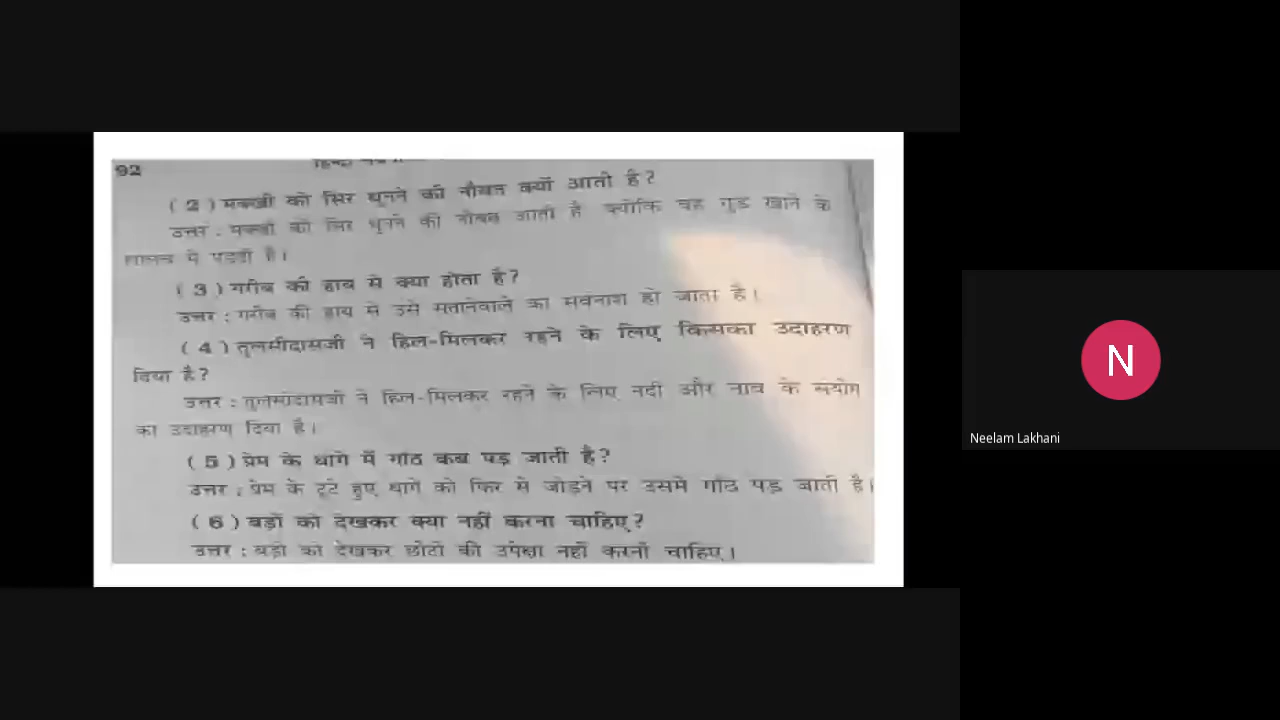 92
(2) मक्खी को सिर धुनने की नौबत क्यों आती है?
उत्तर : मक्खी को सिर धुनने की नौबत आती है क्योंकि वह गुड खाने के
लालच में पडती है।
(3) गरीब की हाय से क्या होता है?
उत्तर : गरीब की हाय से उसे सतानेवाले का सर्वनाश हो जाता है।
(4) तुलसीदासजी ने हिल-मिलकर रहने के लिए किसका उदाहरण
दिया है?
उत्तर : तुलसीदासजी ने हिल-मिलकर रहने के लिए नदी और नाव के संयोग
का उदाहरण दिया है।
(5) प्रेम के धागे में गाँठ कब पड़ जाती है?
उत्तर : प्रेम के टूटे हुए धागे को फिर से जोड़ने पर उसमें गाँठ पड़ जाती है।
(6) बड़ों को देखकर क्या नहीं करना चाहिए?
उत्तर : बड़ों को देखकर छोटों की उपेक्षा नहीं करनी चाहिए।
N
Neelam Lakhani